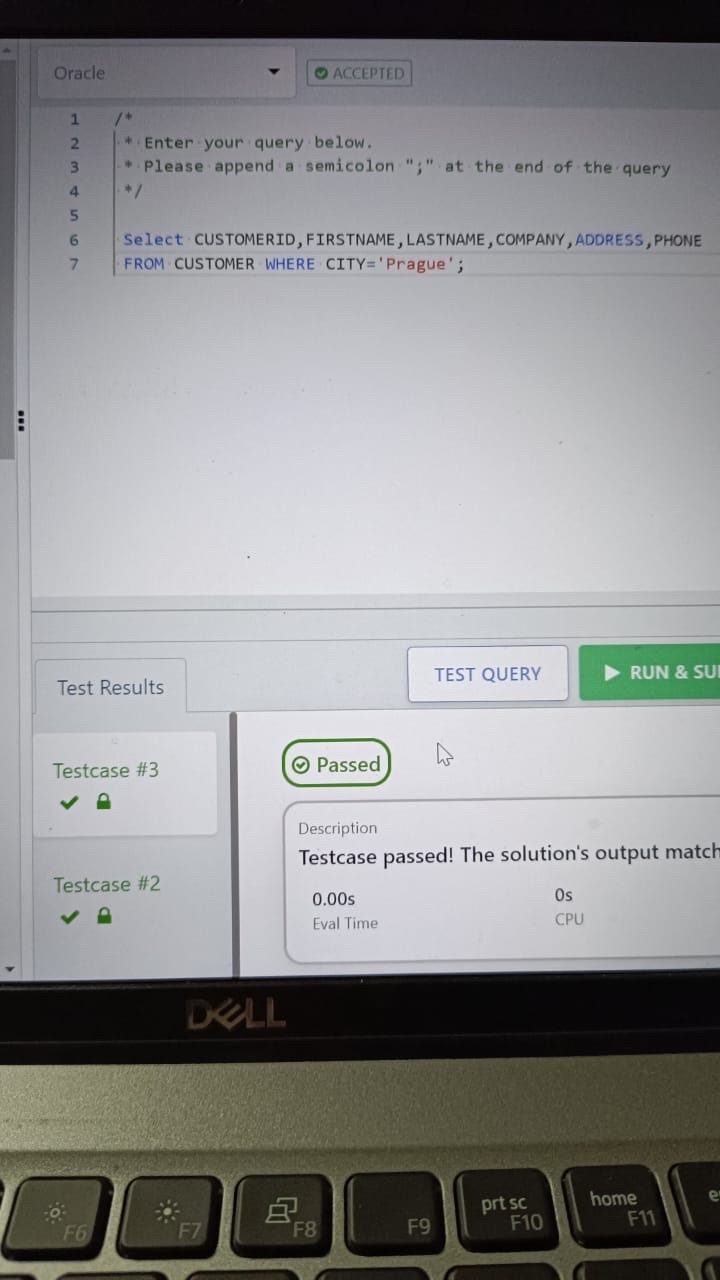 Oracle
ACCEPTED
1 /*
2 * Enter your query below.
3 * Please append a semicolon ";" at the end of the query
4 */
5
6 Select CUSTOMERID,FIRSTNAME,LASTNAME,COMPANY,ADDRESS,PHONE
7 FROM CUSTOMER WHERE CITY='Prague';
TEST QUERY
RUN & SU
Test Results
Testcase #3
Passed
Description
Testcase passed! The solution's output match
0.00s
0s
Eval Time
CPU
Testcase #2
DELL
F6
F7
F8
F9
prt sc
F10
home
F11
e